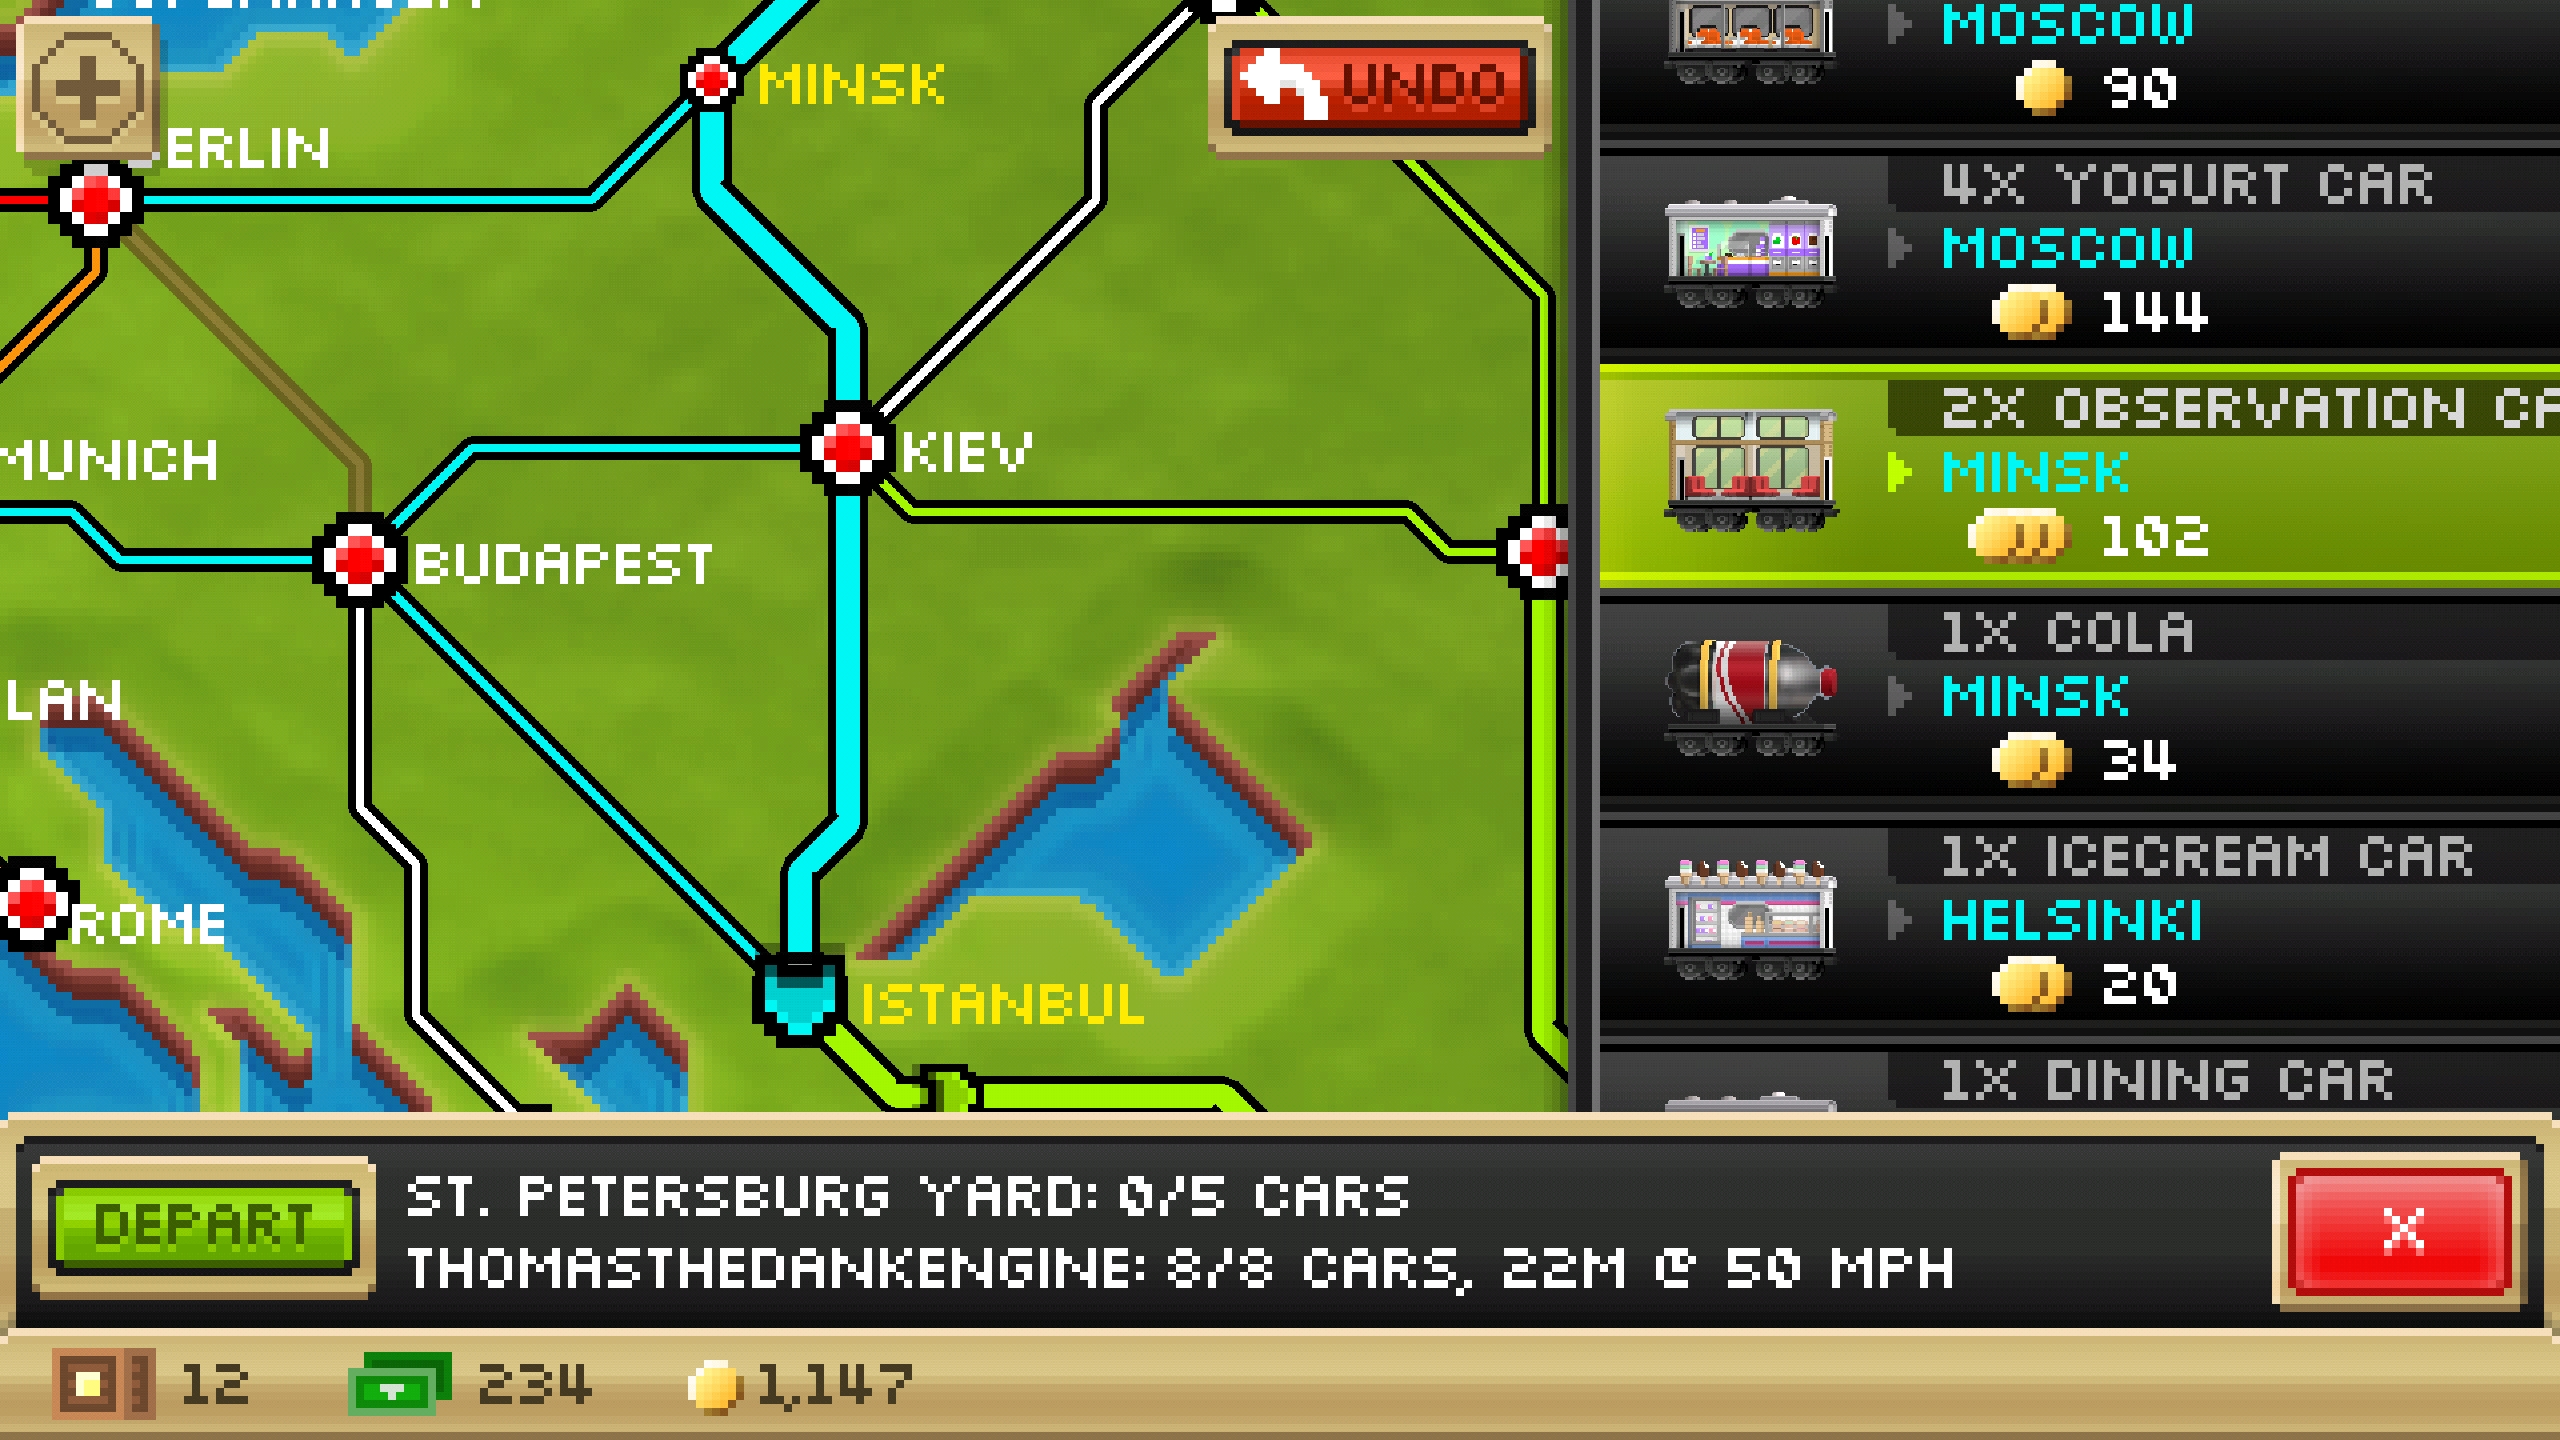 MINSK
UNDO
ERLIN
MUNICH
KIEV
BUDAPEST
LAN
ROME
ISTANBUL
MOSCOW
90
4X YOGURT CAR
MOSCOW
144
2X OBSERVATION CA
MINSK
102
1X COLA
MINSK
34
1X ICECREAM CAR
HELSINKI
20
1X DINING CAR
DEPART
ST. PETERSBURG YARD: 0/5 CARS
THOMASTHEDANKENGINE: 8/8 CARS, 22M @ 50 MPH
X
12
234
1,147